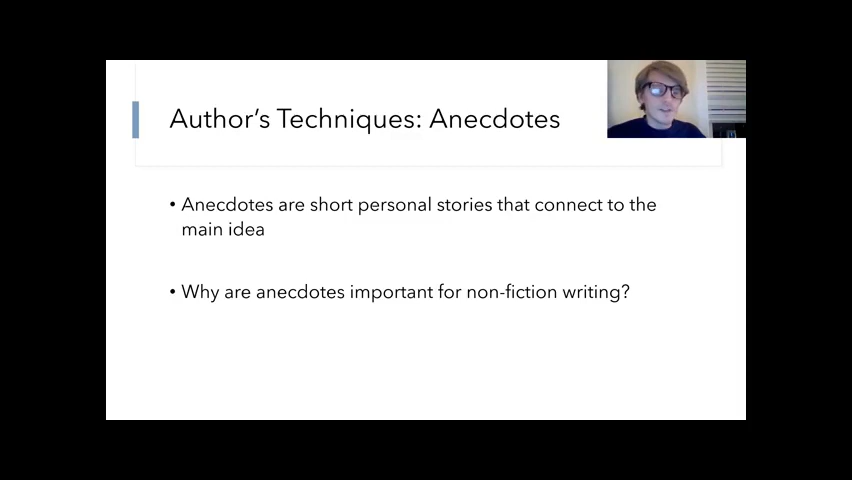 Author’s Techniques: Anecdotes
• Anecdotes are short personal stories that connect to the
main idea
• Why are anecdotes important for non-fiction writing?